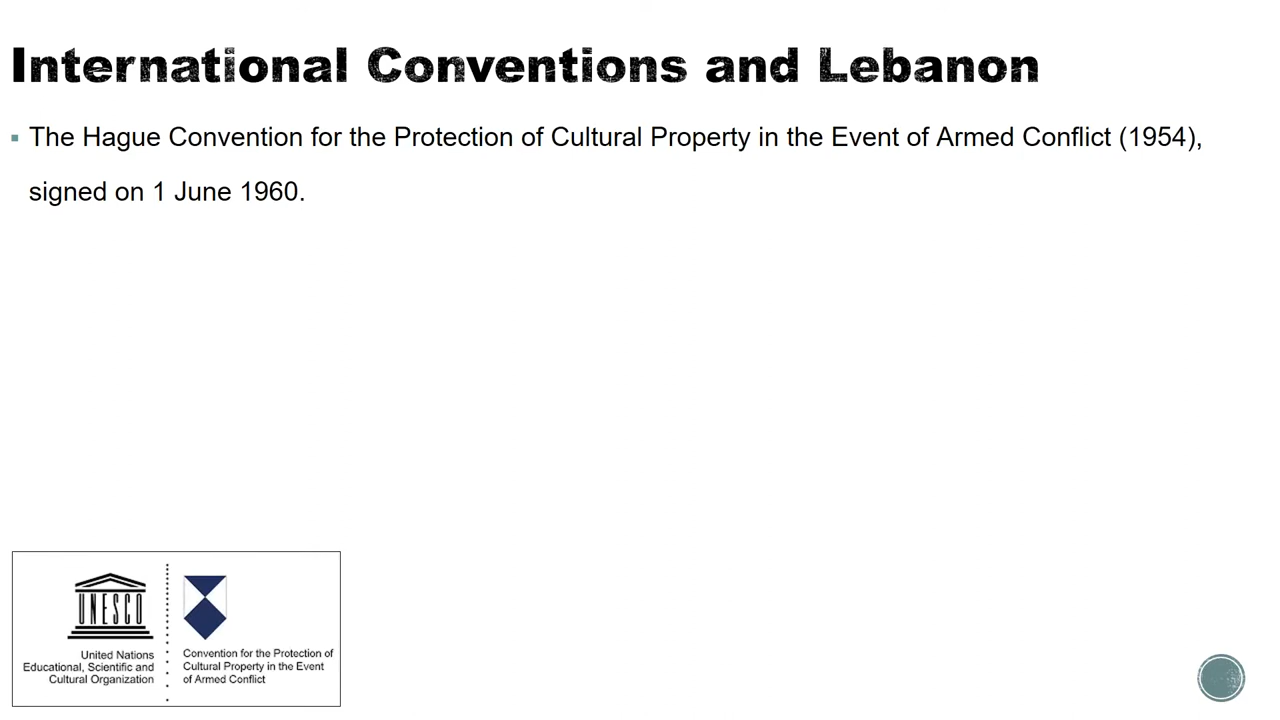 International Conventions and Lebanon
The Hague Convention for the Protection of Cultural Property in the Event of Armed Conflict (1954),
signed on 1 June 1960.
UNESCO
United Nations
Educational, Scientific and
Cultural Organization
Convention for the Protection of
Cultural Property in the Event
of Armed Conflict